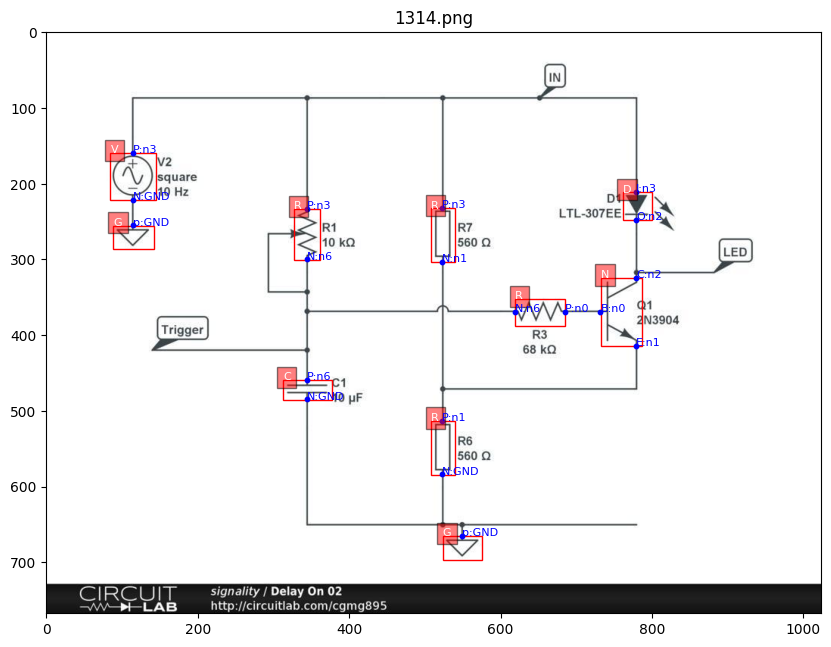 1314.png
0
100
200
300
400
500
600
700
0
200
400
600
800
1000
IN
V
P:n3
V2
square
10 Hz
N:GND
G
p:GND
R
P:n3
R1
10 kΩ
N:n6
R
P:n3
R7
560 Ω
N:n1
D
D1
LTL-307EE
O:n2
LED
N
C:n2
Q1
2N3904
B:n0
E:n1
R
N:n6
P:n0
R3
68 kΩ
Trigger
C
P:n6
C1
N:GND
R
P:n1
R6
560 Ω
N:GND
G
p:GND
CIRCUIT
LAB
signality / Delay On 02
http://circuitlab.com/cgmg895